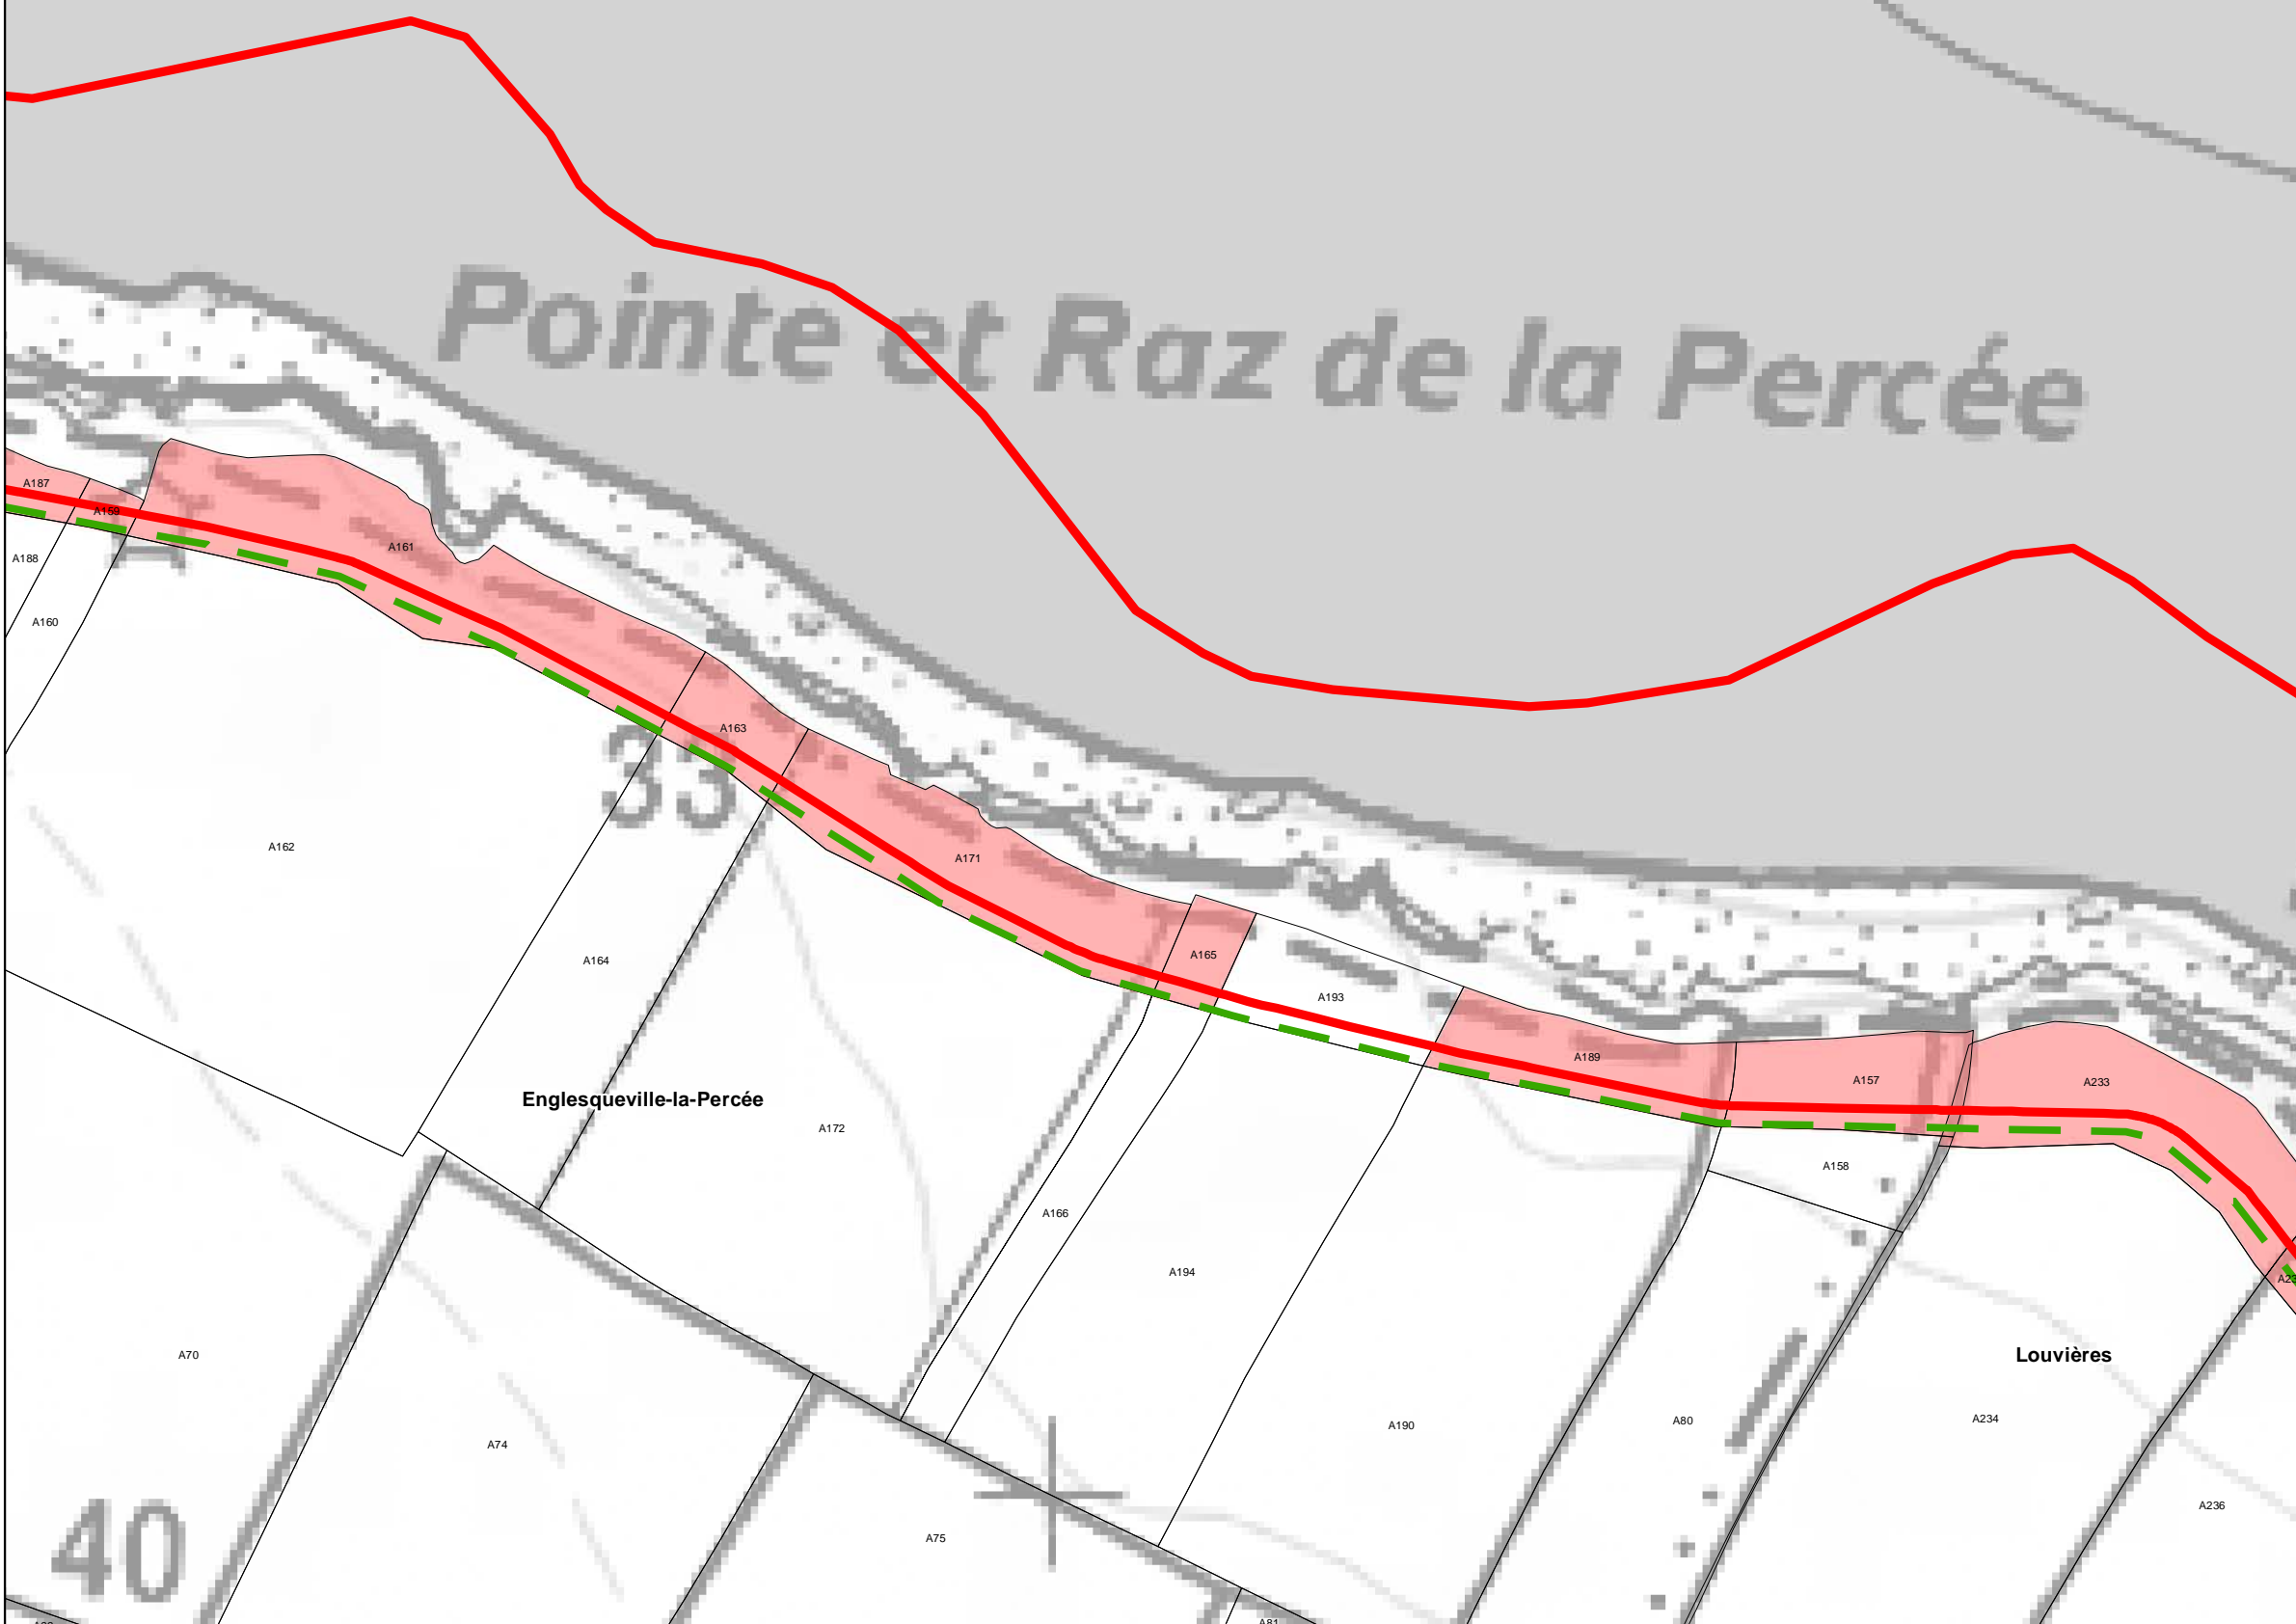 Pointe et Raz de la Percée
A187
A159
A161
A188
A160
A163
33
A162
A171
A164
A165
A193
A189
A157
A233
Englesqueville-la-Percée
A172
A158
A166
A194
A70
Louvières
A190
A80
A234
A74
A236
A75
40
A81